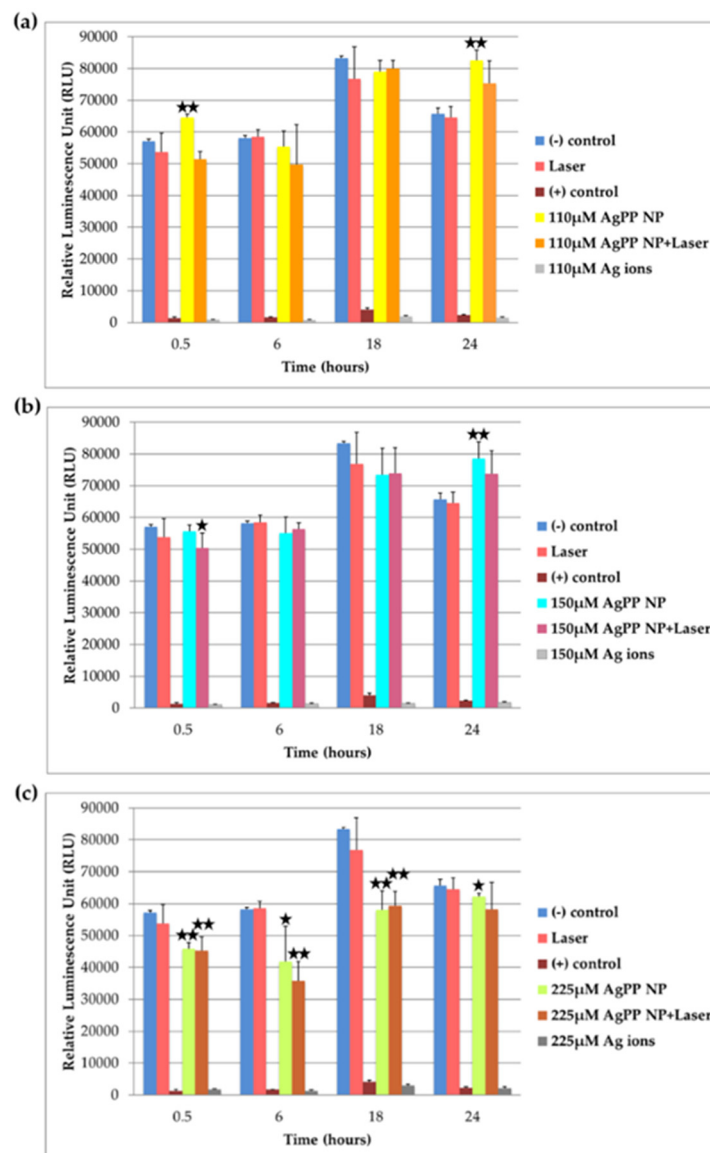 (a)
90000
80000
70000
60000
50000
40000
30000
20000
10000
0
Relative Luminescence Unit (RLU)
★★
★★
0.5 6 18 24
Time (hours)
(-) control
Laser
(+) control
110µM AgPP NP
110µM AgPP NP+Laser
110µM Ag ions
(b)
90000
80000
70000
60000
50000
40000
30000
20000
10000
0
Relative Luminescence Unit (RLU)
★
★★
0.5 6 18 24
Time (hours)
(-) control
Laser
(+) control
150µM AgPP NP
150µM AgPP NP+Laser
150µM Ag ions
(c)
90000
80000
70000
60000
50000
40000
30000
20000
10000
0
Relative Luminescence Unit (RLU)
★★ ★★
★ ★★
★★ ★★
★
0.5 6 18 24
Time (hours)
(-) control
Laser
(+) control
225µM AgPP NP
225µM AgPP NP+Laser
225µM Ag ions